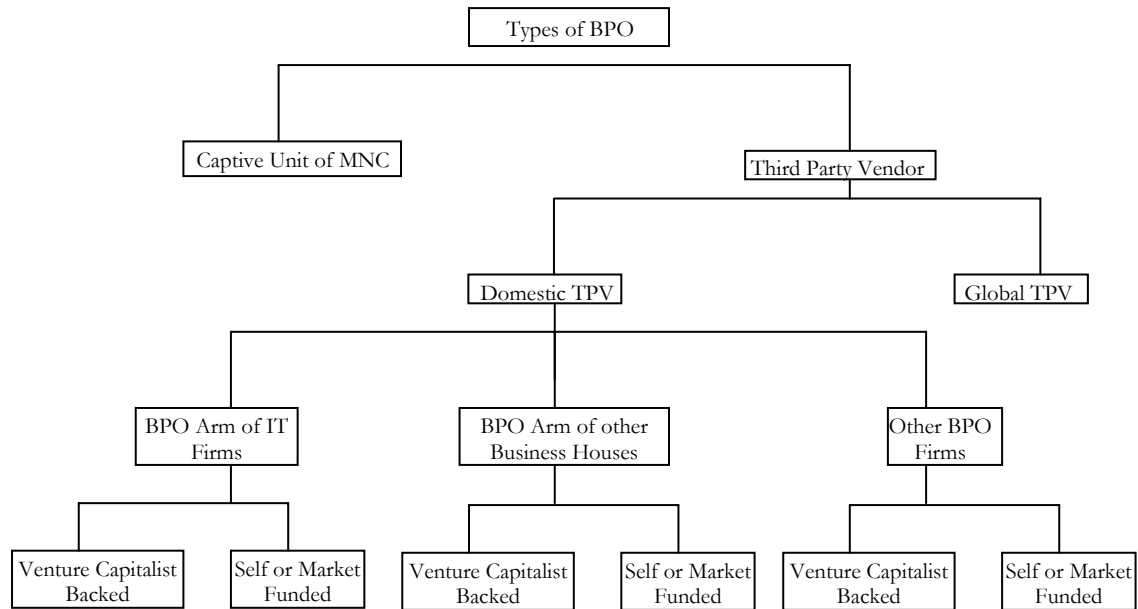 Types of BPO
Captive Unit of MNC
Third Party Vendor
Domestic TPV
Global TPV
BPO Arm of IT
Firms
BPO Arm of other
Business Houses
Other BPO
Firms
Venture Capitalist
Backed
Self or Market
Funded
Venture Capitalist
Backed
Self or Market
Funded
Venture Capitalist
Backed
Self or Market
Funded